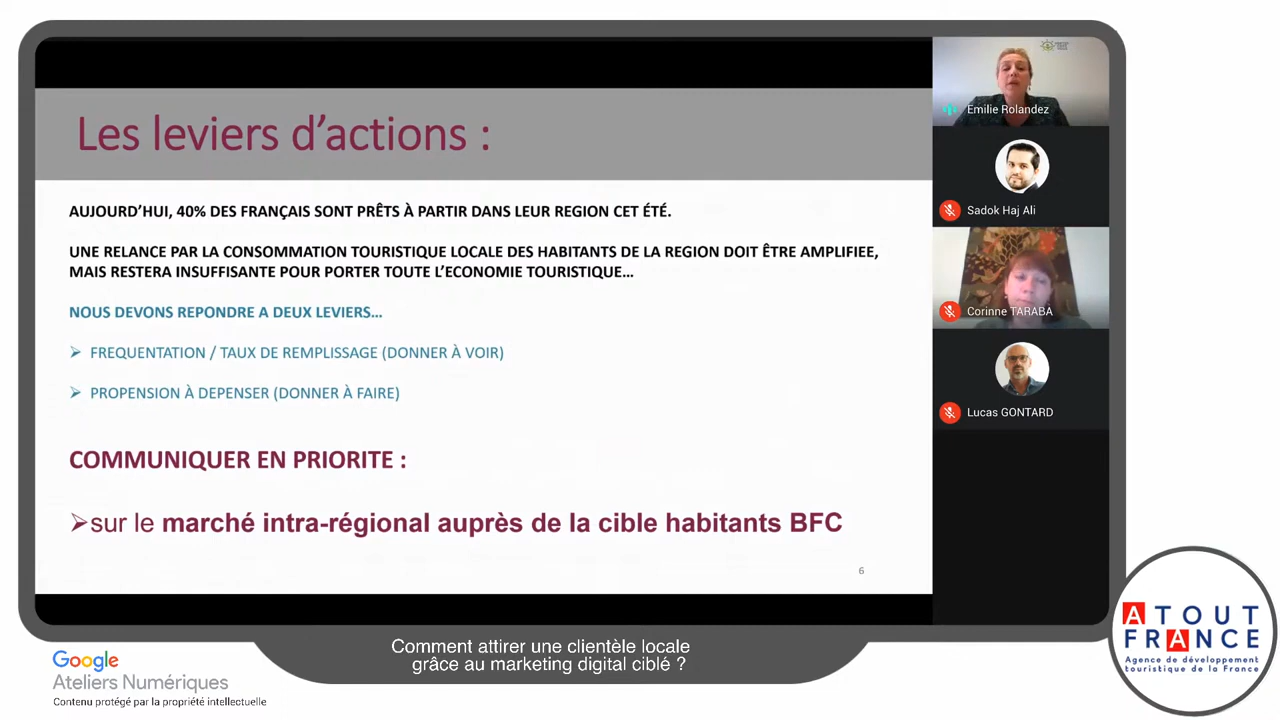 Les leviers d’actions :
AUJOURD’HUI, 40% DES FRANÇAIS SONT PRÊTS À PARTIR DANS LEUR REGION CET ÉTÉ.
UNE RELANCE PAR LA CONSOMMATION TOURISTIQUE LOCALE DES HABITANTS DE LA REGION DOIT ÊTRE AMPLIFIEE,
MAIS RESTERA INSUFFISANTE POUR PORTER TOUTE L’ECONOMIE TOURISTIQUE…
NOUS DEVONS REPONDRE A DEUX LEVIERS…
➢ FREQUENTATION / TAUX DE REMPLISSAGE (DONNER À VOIR)
➢ PROPENSION À DEPENSER (DONNER À FAIRE)
COMMUNIQUER EN PRIORITE :
➢sur le marché intra-régional auprès de la cible habitants BFC
6
Emilie Rolandez
Sadok Haj Ali
Corinne TARABA
Lucas GONTARD
Comment attirer une clientèle locale
grâce au marketing digital ciblé ?
Google
Ateliers Numériques
Contenu protégé par la propriété intellectuelle
ATOUT
FRANCE
Agence de développement
touristique de la France